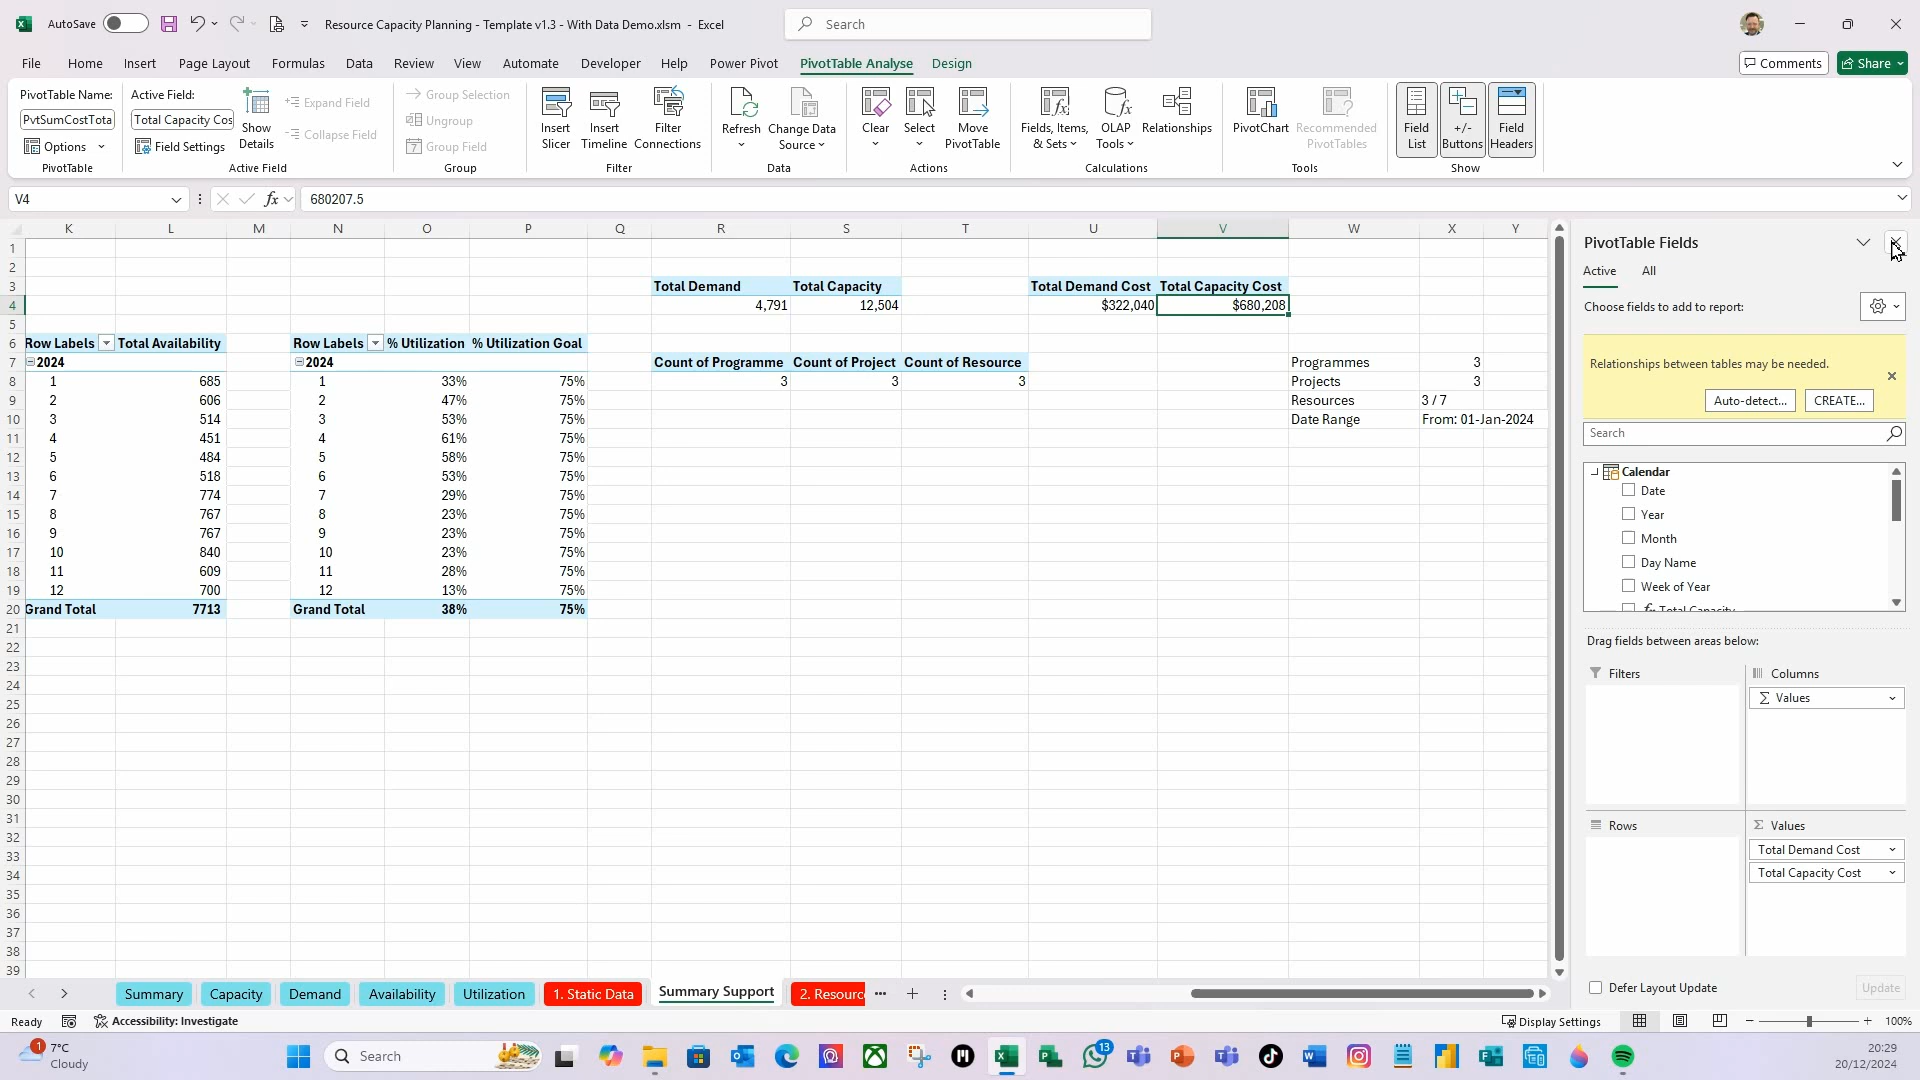 AutoSave
Resource Capacity Planning - Template v1.3 - With Data Demo.xlsm - Excel
Search
File Home Insert Page Layout Formulas Data Review View Automate Developer Help Power Pivot PivotTable Analyse Design
Comments Share
PivotTable Name:
PvtSumCostTota
Options
PivotTable
Active Field:
Total Capacity Cos
Field Settings
Show Details
Expand Field
Collapse Field
Active Field
Group Selection
Ungroup
Group Field
Group
Insert Slicer
Insert Timeline
Filter Connections
Filter
Refresh
Change Data Source
Data
Clear
Select
Move PivotTable
Actions
Fields, Items, & Sets
OLAP Tools
Relationships
Calculations
PivotChart
Recommended PivotTables
Tools
Field List
+/- Buttons
Field Headers
Show
V4
fx
680207.5
K L M N O P Q R S T U V W X Y
1
2
3 Total Demand Total Capacity Total Demand Cost Total Capacity Cost
4 4,791 12,504 $322,040 $680,208
5
6 Row Labels Total Availability Row Labels % Utilization % Utilization Goal
7 2024 2024 Count of Programme Count of Project Count of Resource Programmes 3
8 1 685 1 33% 75% 3 3 3 Projects 3
9 2 606 2 47% 75% Resources 3 / 7
10 3 514 3 53% 75% Date Range From: 01-Jan-2024
11 4 451 4 61% 75%
12 5 484 5 58% 75%
13 6 518 6 53% 75%
14 7 774 7 29% 75%
15 8 767 8 23% 75%
16 9 767 9 23% 75%
17 10 840 10 23% 75%
18 11 609 11 28% 75%
19 12 700 12 13% 75%
20 Grand Total 7713 Grand Total 38% 75%
21
22
23
24
25
26
27
28
29
30
31
32
33
34
35
36
37
38
39
PivotTable Fields
Active All
Choose fields to add to report:
Relationships between tables may be needed.
Auto-detect... CREATE...
Search
Calendar
Date
Year
Month
Day Name
Week of Year
fx Total Capacity
Drag fields between areas below:
Filters
Columns
Σ Values
Rows
Σ Values
Total Demand Cost
Total Capacity Cost
Defer Layout Update Update
Summary Capacity Demand Availability Utilization 1. Static Data Summary Support 2. Resourc
Ready Accessibility: Investigate
Display Settings
100%
1
7°C
Cloudy
Search
13
20:29
20/12/2024